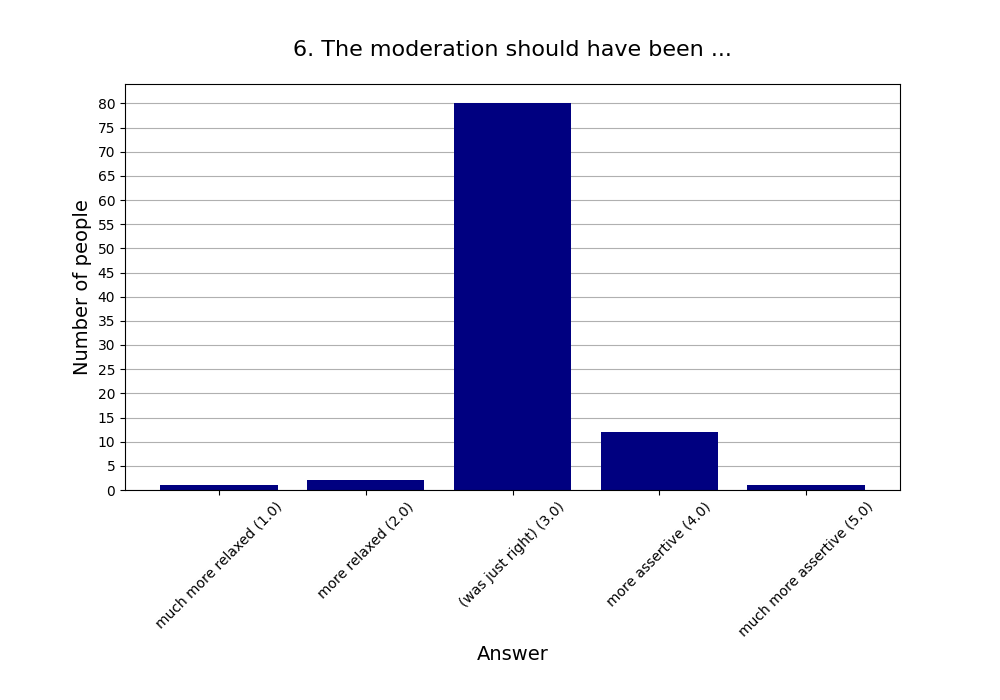 6. The moderation should have been ...
Number of people
80
75
70
65
60
55
50
45
40
35
30
25
20
15
10
5
0
much more relaxed (1.0)
more relaxed (2.0)
(was just right) (3.0)
more assertive (4.0)
much more assertive (5.0)
Answer